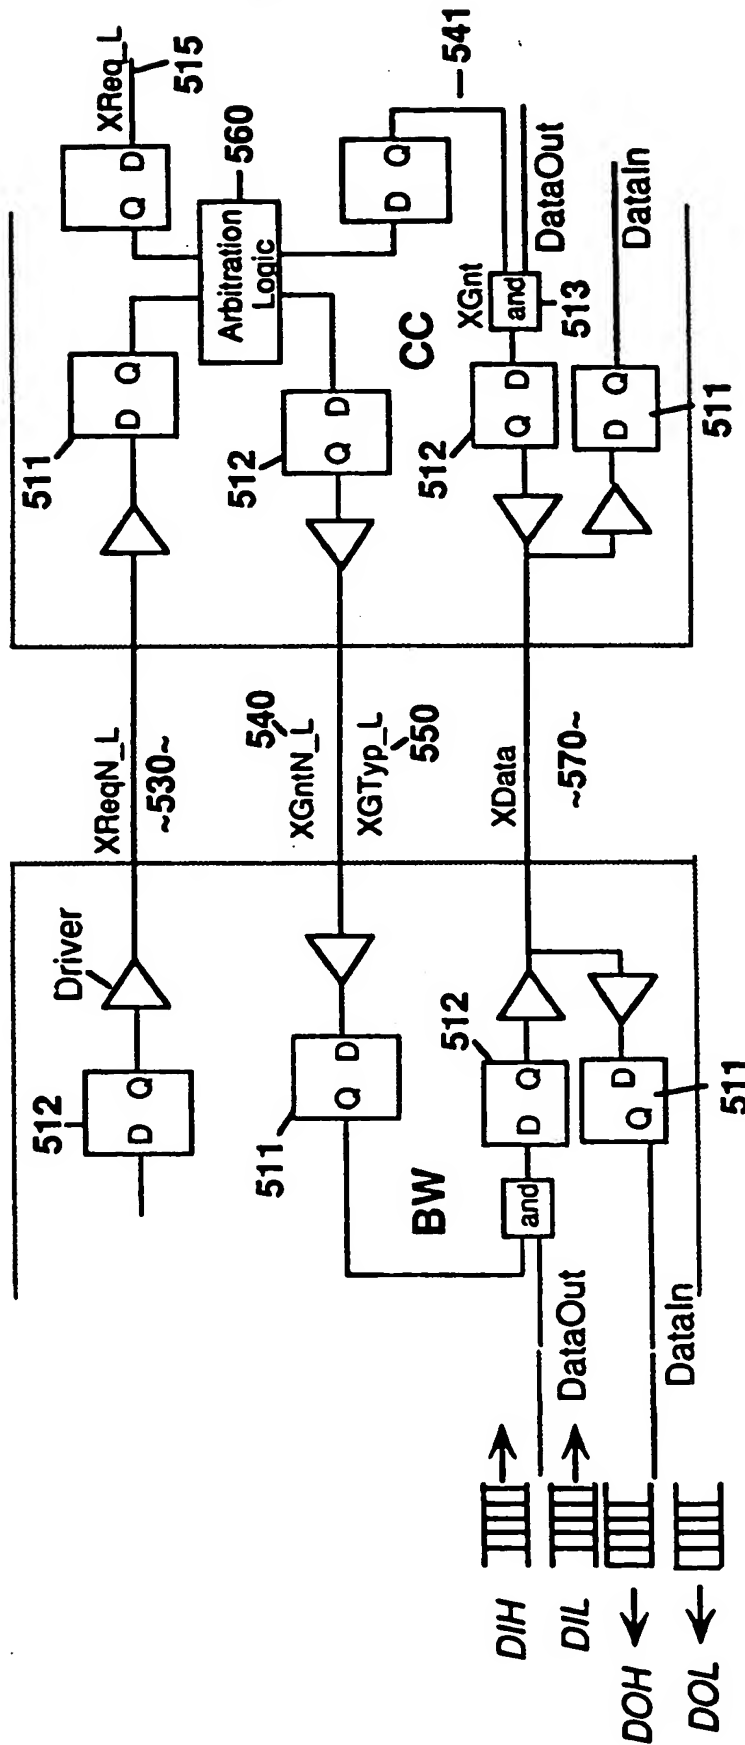 512
D Q
Driver
XReqN_L
~530~
511
D Q
Q D
XReq_L
515
Arbitration
Logic
560
511
Q D
540
XGntN_L
XGTyp_L
550
512
Q D
D Q
541
BW
CC
and
512
D Q
XData
~570~
512
Q D
XGnt
and
513
DataOut
DataOut
511
Q D
DataIn
511
D Q
DataIn
DIH
DIL
DOH
DOL